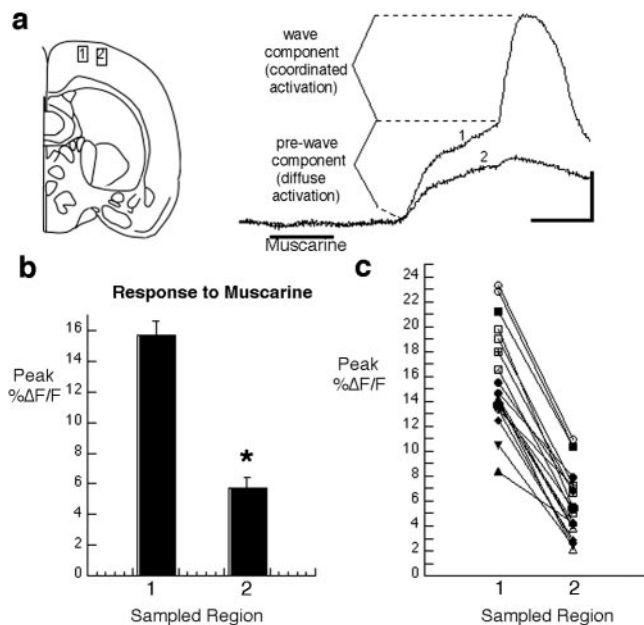 a
1 2
wave
component
(coordinated
activation)
pre-wave
component
(diffuse
activation)
1
2
Muscarine
b
Response to Muscarine
Peak
%ΔF/F
16
14
12
10
8
6
4
2
0
*
1 2
Sampled Region
c
Peak
%ΔF/F
24
22
20
18
16
14
12
10
8
6
4
2
0
1 2
Sampled Region